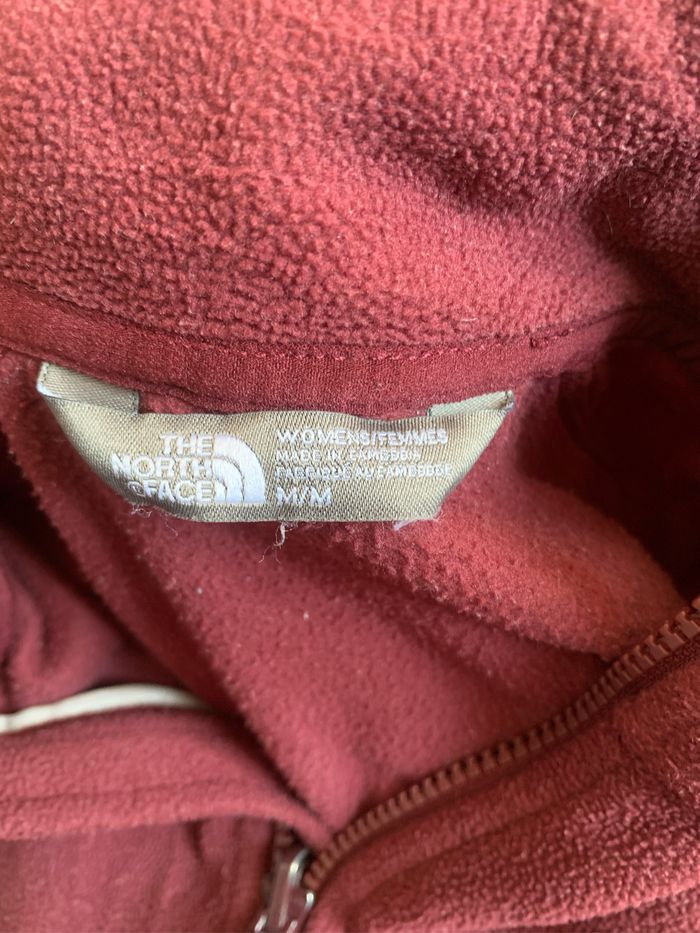 THE
NORTH
FACE
WOMENS/FEMMES
MADE IN CAMBODIA
FABRIQUÉ AU CAMBODGE
M/M